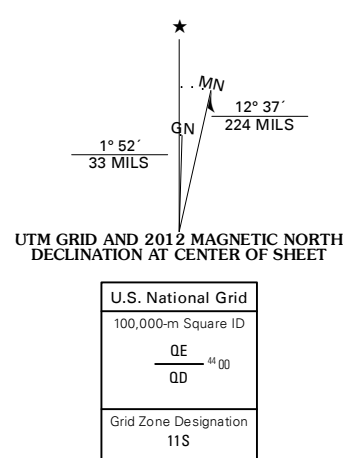 ★
MN
GN
12° 37´
224 MILS
1° 52´
33 MILS
UTM GRID AND 2012 MAGNETIC NORTH
DECLINATION AT CENTER OF SHEET
U.S. National Grid
100,000-m Square ID
QE
44 00
QD
Grid Zone Designation
11S